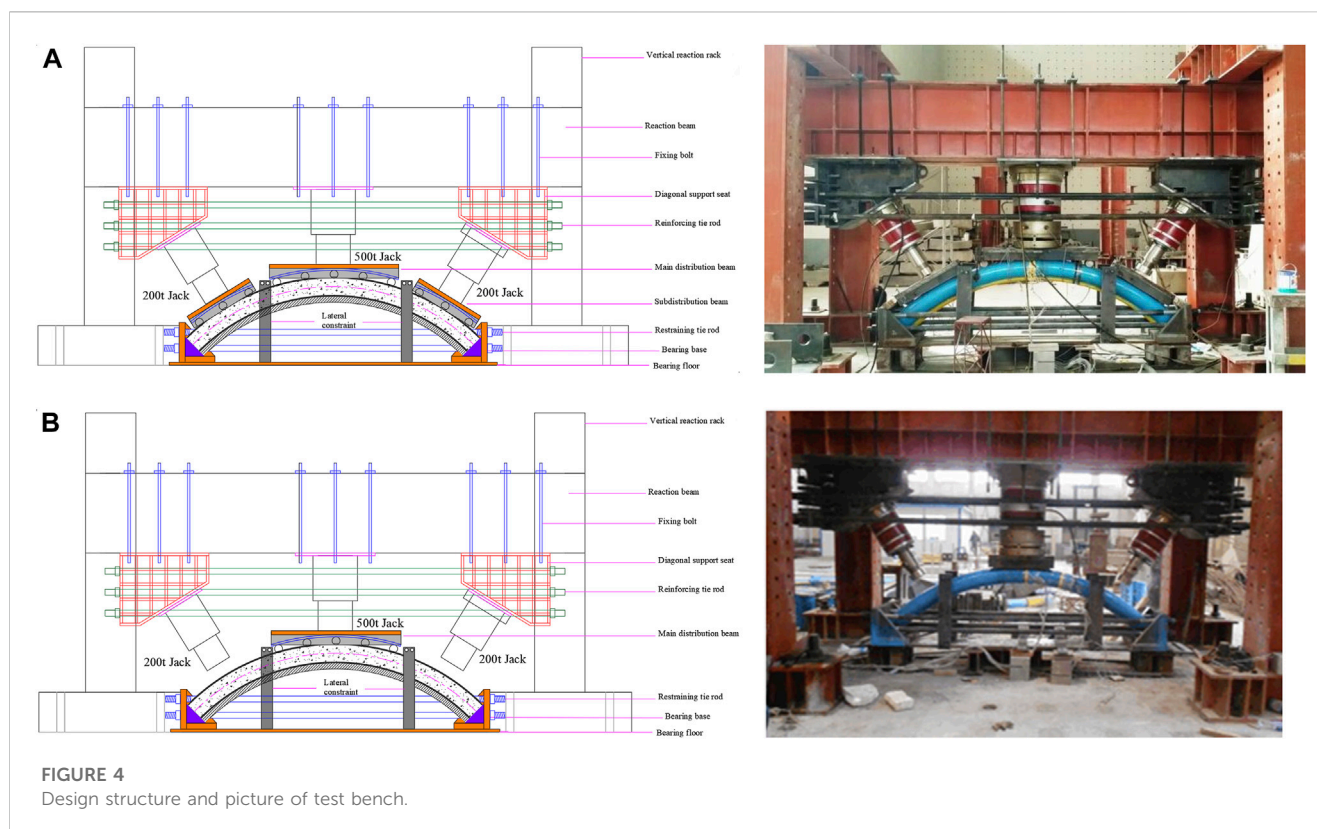 A
Vertical reaction rack
Reaction beam
Fixing bolt
Diagonal support seat
Reinforcing tie rod
500t Jack
Main distribution beam
200t Jack
200t Jack
Subdistribution beam
Lateral
constraint
Restraining tie rod
Bearing base
Bearing floor
B
Vertical reaction rack
Reaction beam
Fixing bolt
Diagonal support seat
Reinforcing tie rod
500t Jack
Main distribution beam
200t Jack
200t Jack
Lateral
constraint
Restraining tie rod
Bearing base
Bearing floor
FIGURE 4
Design structure and picture of test bench.